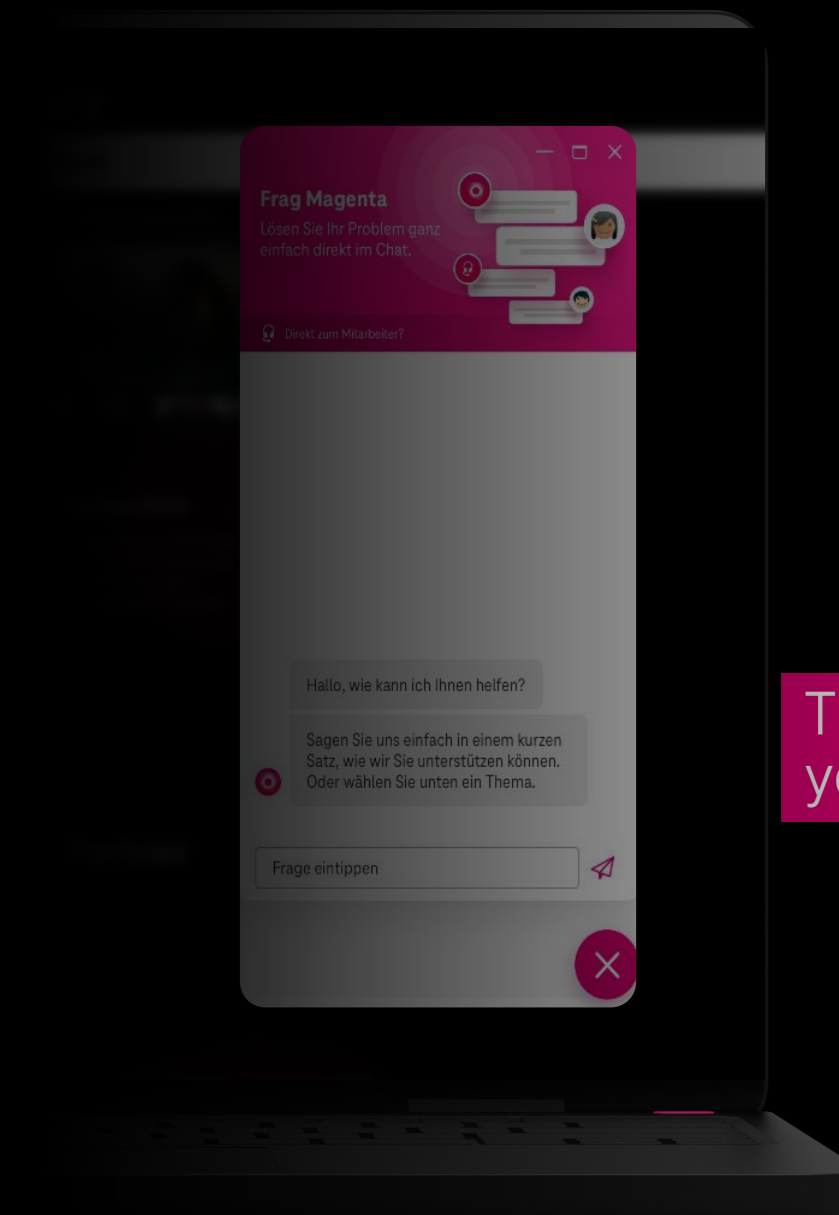 Frag Magenta
Lösen Sie Ihr Problem ganz
einfach direkt im Chat.
Direkt zum Mitarbeiter?
Hallo, wie kann ich Ihnen helfen?
Sagen Sie uns einfach in einem kurzen
Satz, wie wir Sie unterstützen können.
Oder wählen Sie unten ein Thema.
Frage eintippen